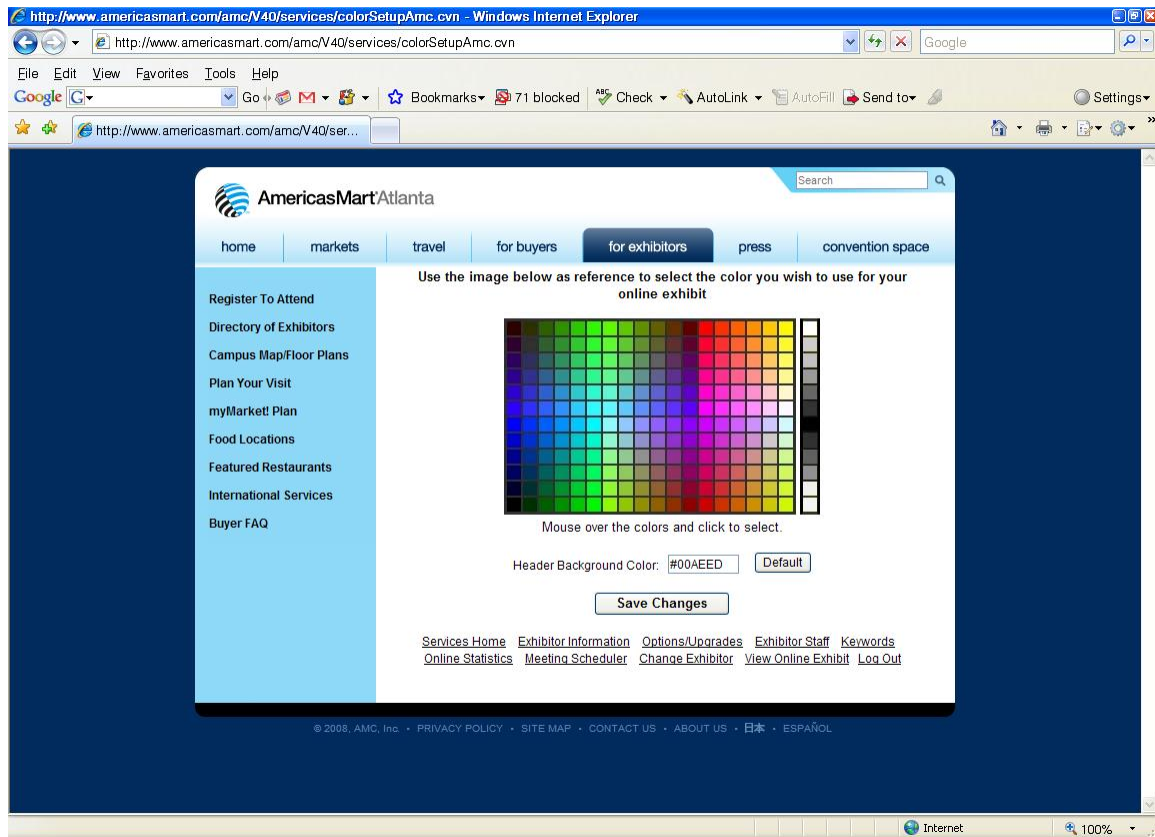 http://www.americasmart.com/amc/V40/services/colorSetupAmc.cvn - Windows Internet Explorer
http://www.americasmart.com/amc/V40/services/colorSetupAmc.cvn
Google
File Edit View Favorites Tools Help
Google G Go Bookmarks 71 blocked ABC Check AutoLink AutoFill Send to Settings
http://www.americasmart.com/amc/V40/ser...
Search
AmericasMart Atlanta
home markets travel for buyers for exhibitors press convention space
Register To Attend
Directory of Exhibitors
Campus Map/Floor Plans
Plan Your Visit
myMarket! Plan
Food Locations
Featured Restaurants
International Services
Buyer FAQ
Use the image below as reference to select the color you wish to use for your
online exhibit
Mouse over the colors and click to select.
Header Background Color: #00AEED Default
Save Changes
Services Home Exhibitor Information Options/Upgrades Exhibitor Staff Keywords
Online Statistics Meeting Scheduler Change Exhibitor View Online Exhibit Log Out
© 2008, AMC, Inc. • PRIVACY POLICY • SITE MAP • CONTACT US • ABOUT US • 日本 • ESPAÑOL
Internet 100%